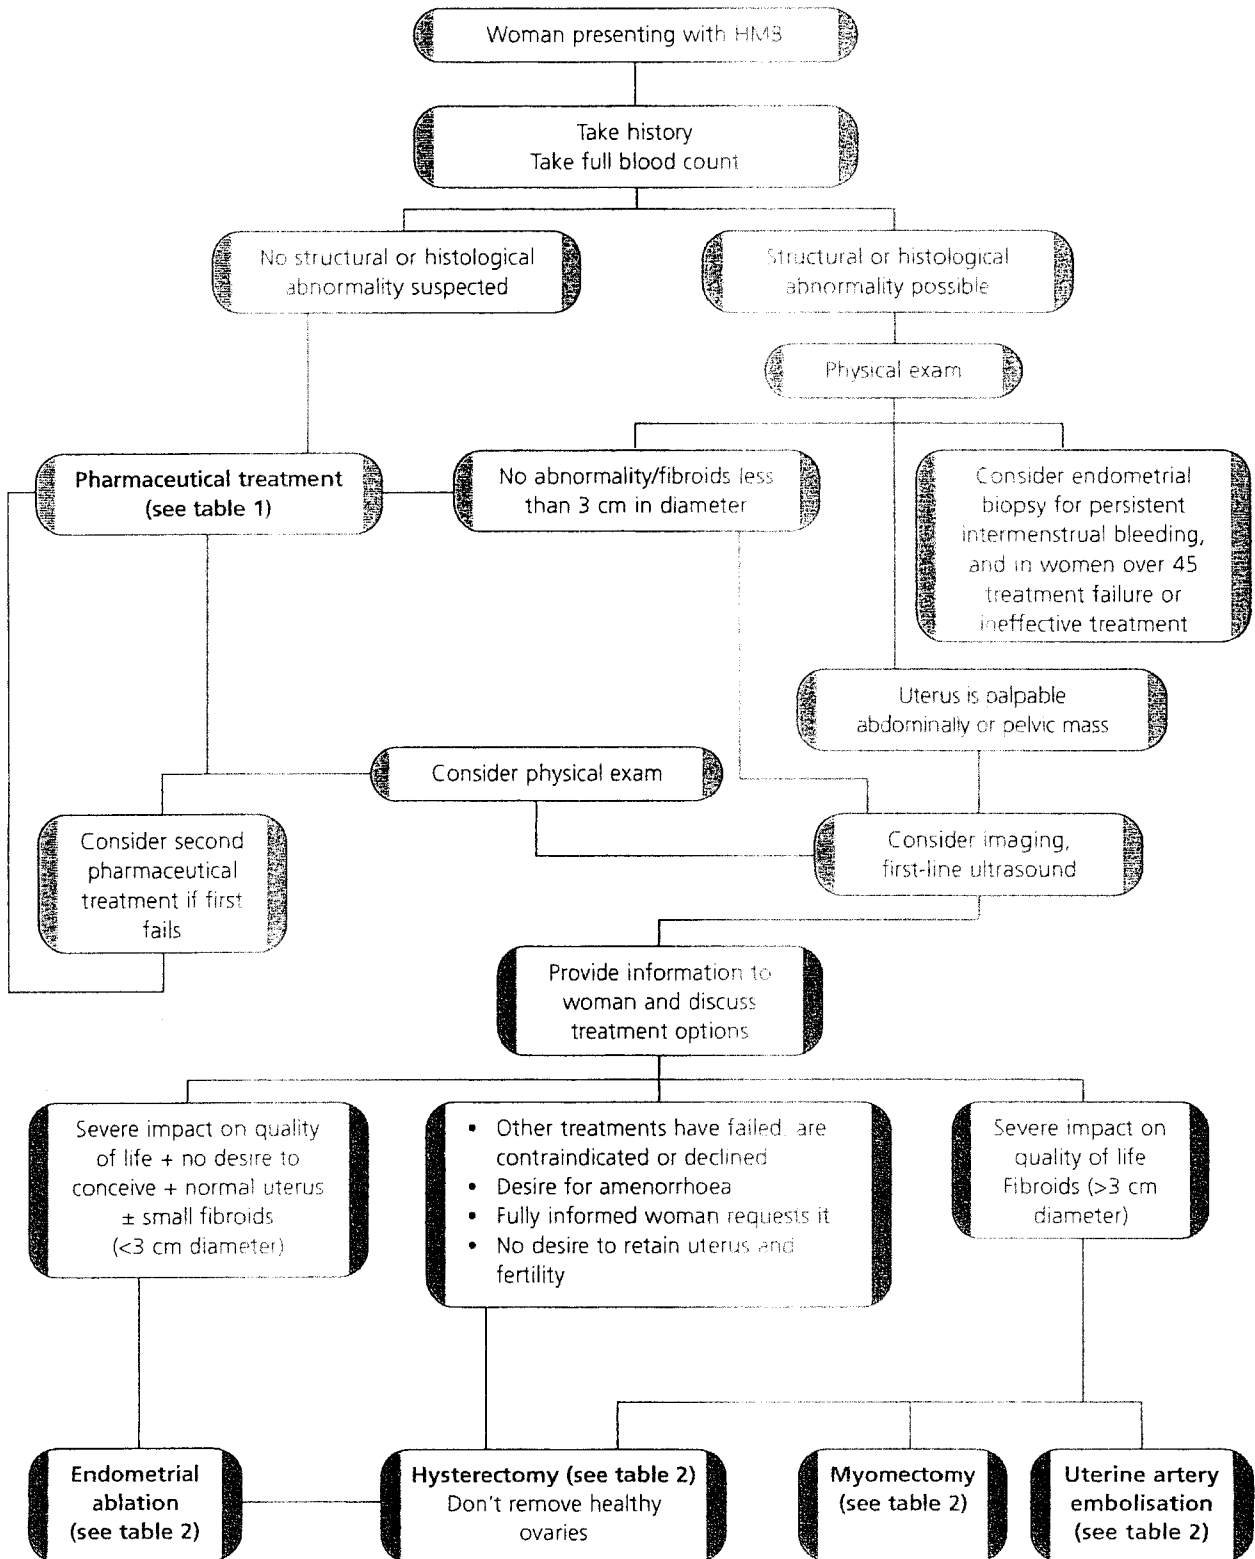 Woman presenting with HMB
Take history
Take full blood count
No structural or histological
abnormality suspected
Structural or histological
abnormality possible
Physical exam
Pharmaceutical treatment
(see table 1)
No abnormality/fibroids less
than 3 cm in diameter
Consider endometrial
biopsy for persistent
intermenstrual bleeding,
and in women over 45
treatment failure or
ineffective treatment
Uterus is palpable
abdominally or pelvic mass
Consider physical exam
Consider second
pharmaceutical
treatment if first
fails
Consider imaging,
first-line ultrasound
Provide information to
woman and discuss
treatment options
Severe impact on quality
of life + no desire to
conceive + normal uterus
± small fibroids
(<3 cm diameter)
• Other treatments have failed, are
contraindicated or declined
• Desire for amenorrhoea
• Fully informed woman requests it
• No desire to retain uterus and
fertility
Severe impact on
quality of life
Fibroids (>3 cm
diameter)
Endometrial
ablation
(see table 2)
Hysterectomy (see table 2)
Don't remove healthy
ovaries
Myomectomy
(see table 2)
Uterine artery
embolisation
(see table 2)